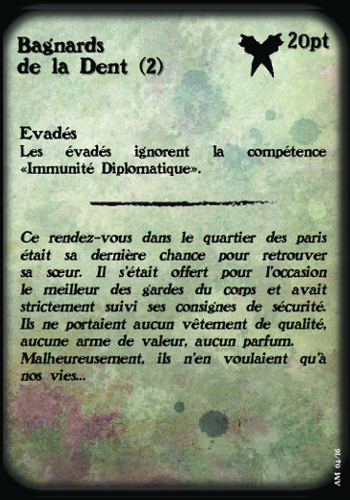 Bagnards
de la Dent (2)
20pt
Evadés
Les évadés ignorent la compétence
«Immunité Diplomatique».
Ce rendez-vous dans le quartier des paris
était sa dernière chance pour retrouver
sa sœur. Il s'était offert pour l'occasion
le meilleur des gardes du corps et avait
strictement suivi ses consignes de sécurité.
Ils ne portaient aucun vêtement de qualité,
aucune arme de valeur, aucun parfum.
Malheureusement, ils n'en voulaient qu'à
nos vies...
AM 04/16